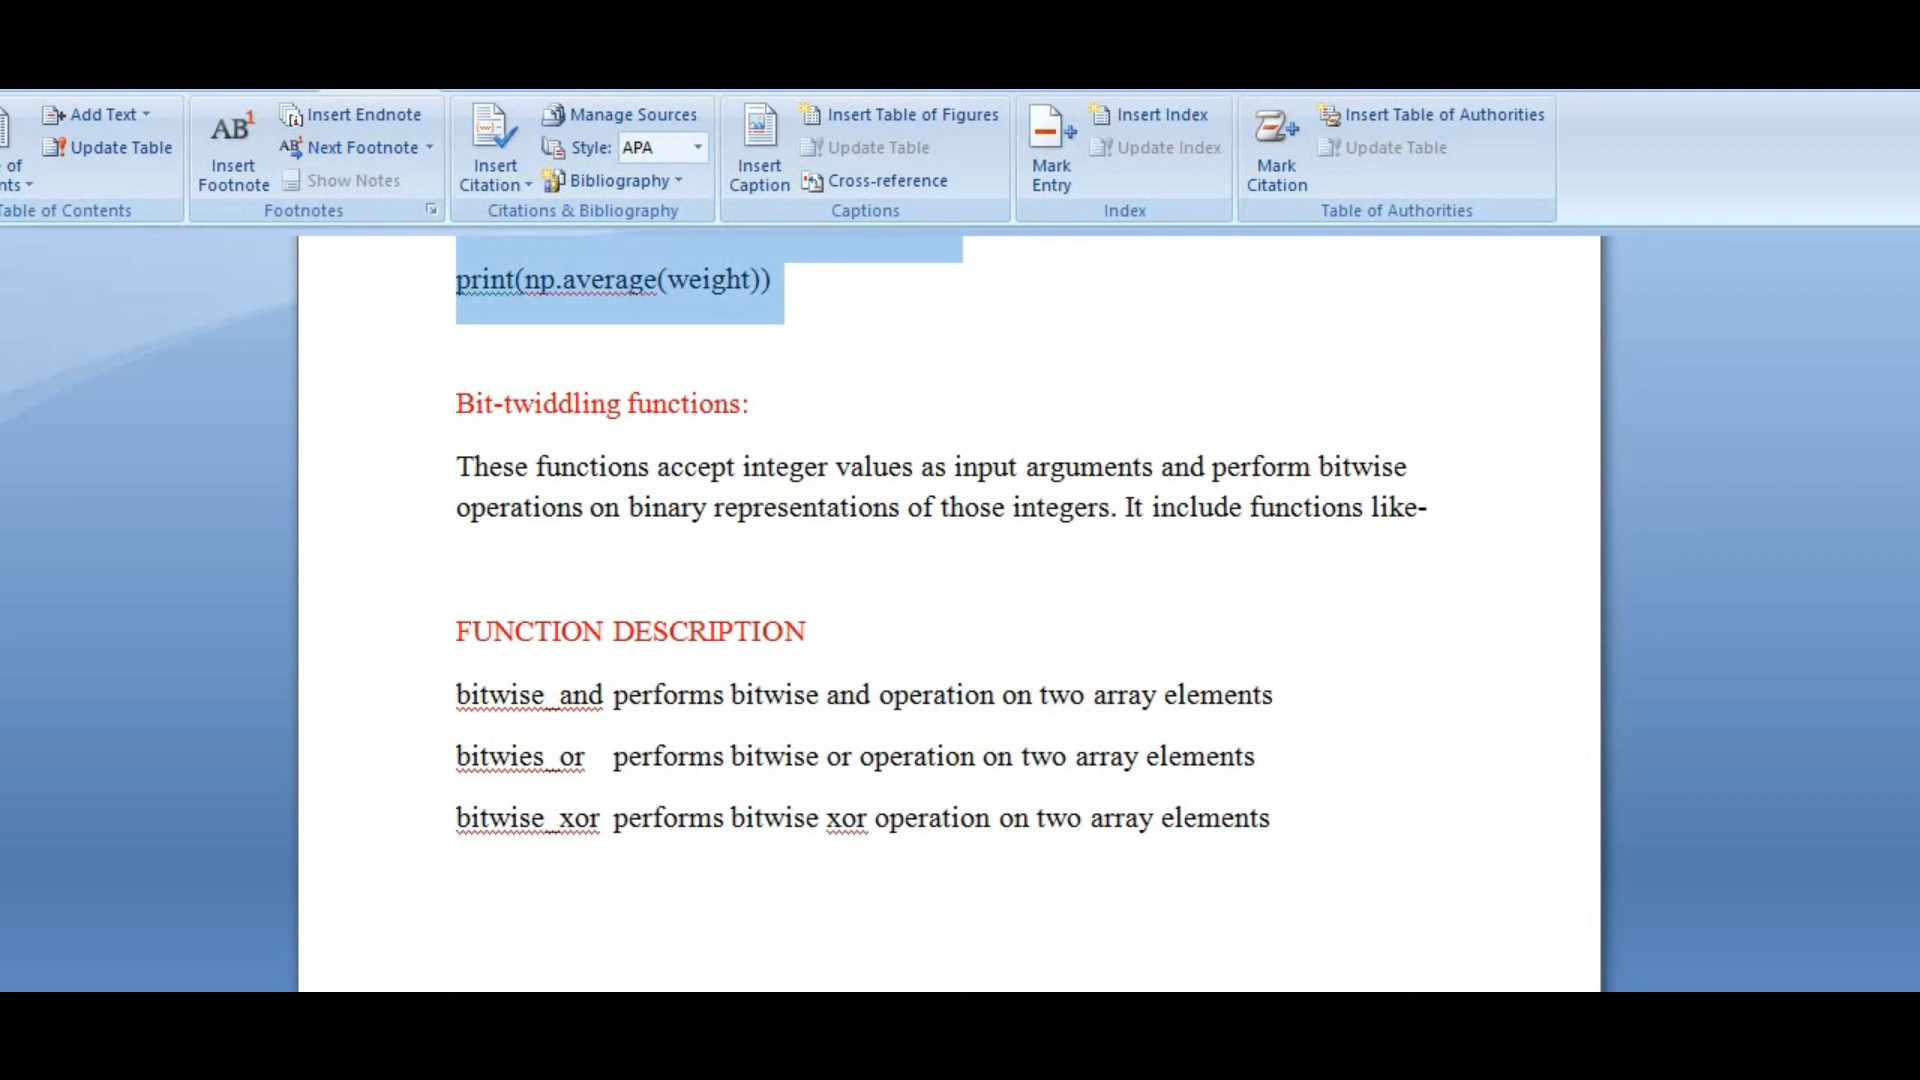 Add Text
Update Table
of
nts
Table of Contents
AB1
Insert
Footnote
Insert Endnote
AB1 Next Footnote
Show Notes
Footnotes
Insert
Citation
Manage Sources
Style: APA
Bibliography
Citations & Bibliography
Insert
Caption
Insert Table of Figures
Update Table
Cross-reference
Captions
Mark
Entry
Insert Index
Update Index
Index
Mark
Citation
Insert Table of Authorities
Update Table
Table of Authorities
print(np.average(weight))
Bit-twiddling functions:
These functions accept integer values as input arguments and perform bitwise
operations on binary representations of those integers. It include functions like-
FUNCTION DESCRIPTION
bitwise_and performs bitwise and operation on two array elements
bitwies_or performs bitwise or operation on two array elements
bitwise_xor performs bitwise xor operation on two array elements